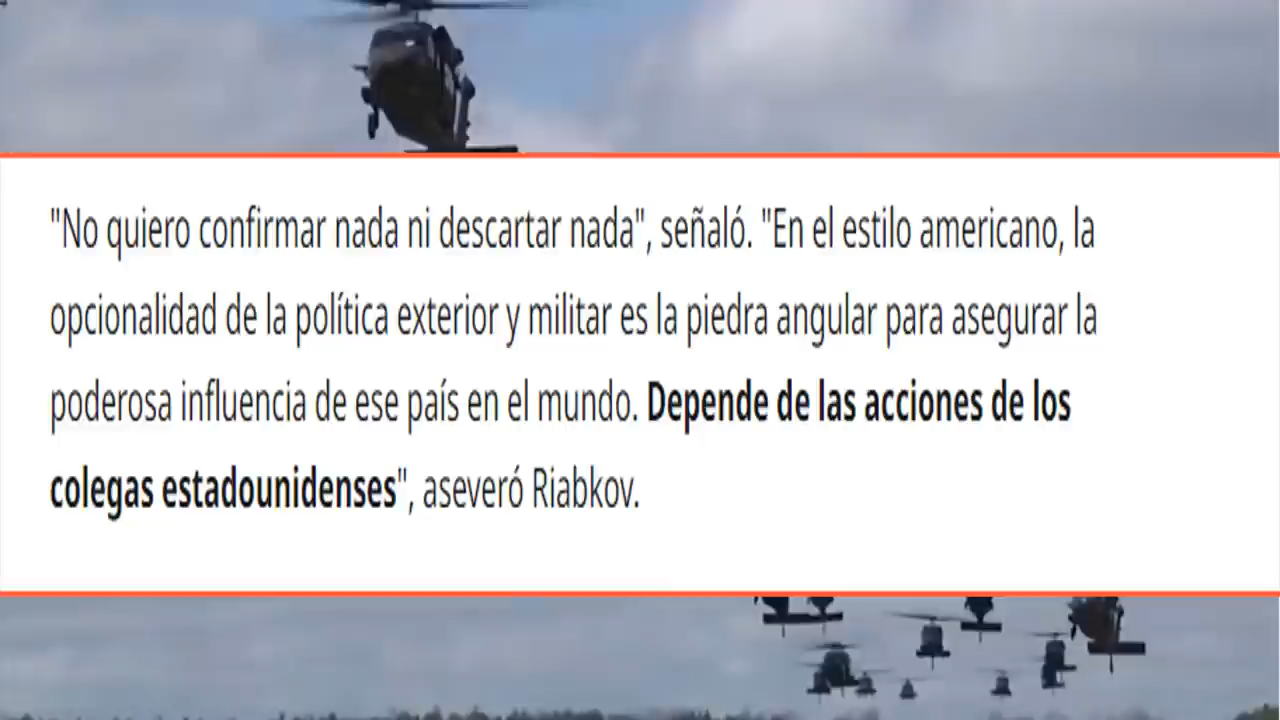 "No quiero confirmar nada ni descartar nada", señaló. "En el estilo americano, la
opcionalidad de la política exterior y militar es la piedra angular para asegurar la
poderosa influencia de ese país en el mundo. Depende de las acciones de los
colegas estadounidenses", aseveró Riabkov.